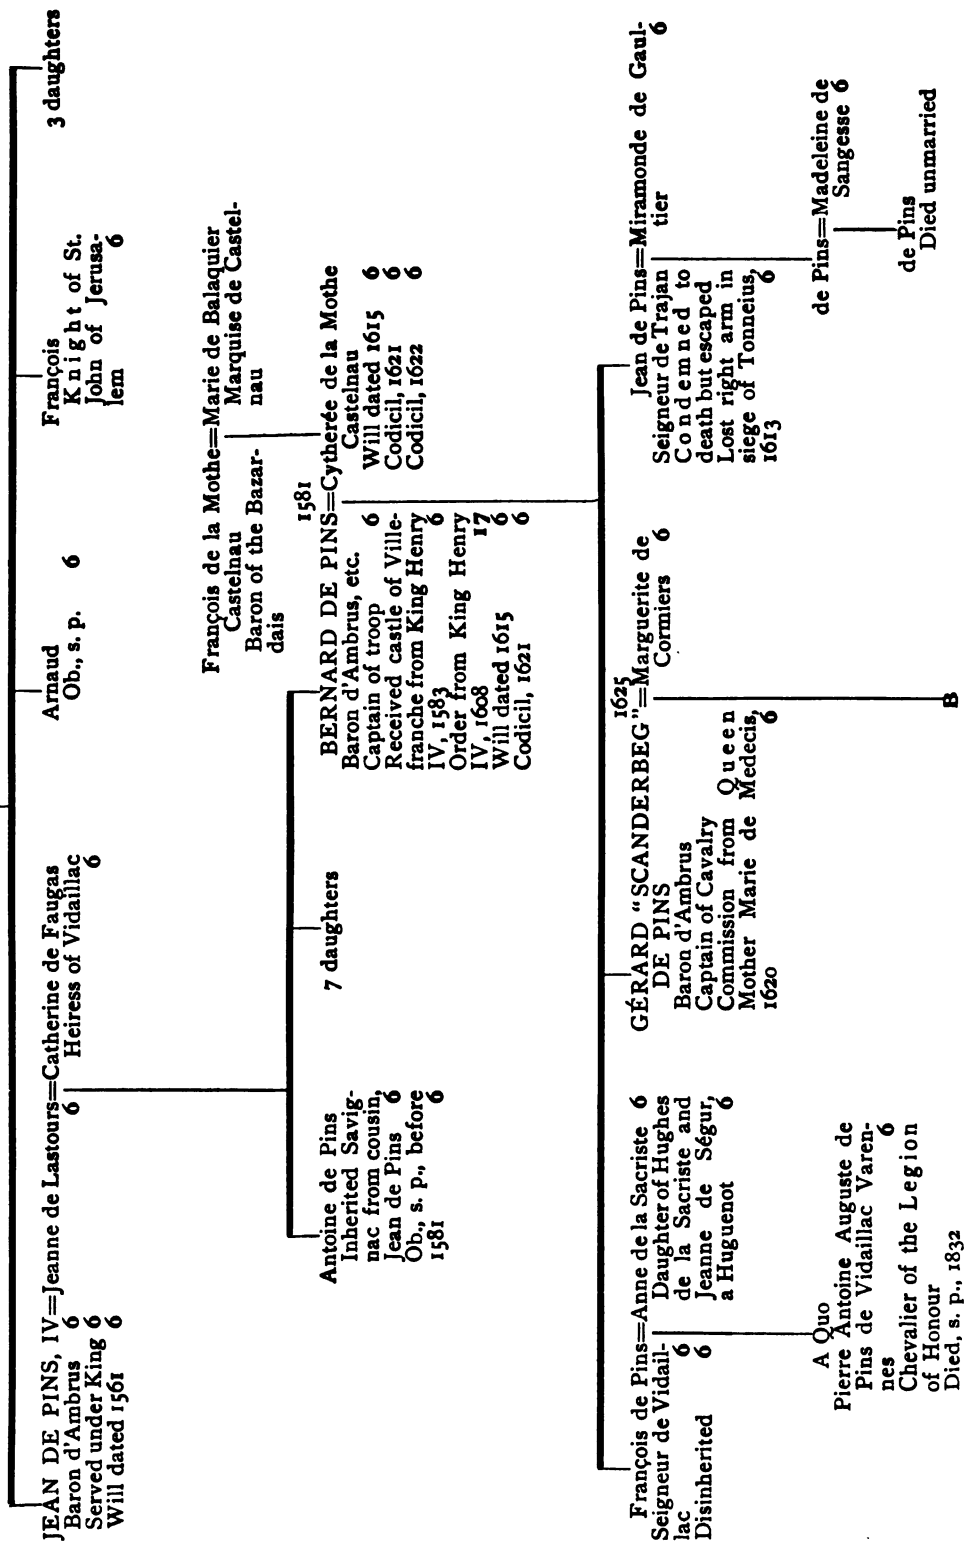 JEAN DE PINS, IV=Jeanne de Lastours=Catherine de Faugas
Baron d'Ambrus 6 6 Heiress of Vidaillac
Served under King 6 6
Will dated 1561 6
Arnaud
Ob., s. p. 6
François
Knight of St.
John of Jerusa-
lem 6
3 daughters
François de la Mothe=Marie de Balaquier
Castelnau Marquise de Castel-
Baron of the Bazar- nau
dais
Antoine de Pins
Inherited Savig-
nac from cousin,
Jean de Pins 6
Ob., s. p., before 6
1581
7 daughters
1581
BERNARD DE PINS=Cytherée de la Mothe
Baron d'Ambrus, etc. Castelnau
Captain of troop 6 Will dated 1615 6
Received castle of Ville- Codicil, 1621 6
franche from King Henry Codicil, 1622 6
IV, 1583 6
Order from King Henry
IV, 1608 17
Will dated 1615 6
Codicil, 1621 6
François de Pins=Anne de la Sacriste 6
Seigneur de Vidail- Daughter of Hughes
lac 6 de la Sacriste and
Disinherited 6 Jeanne de Ségur,
a Huguenot 6
A Quo
Pierre Antoine Auguste de
Pins de Vidaillac Varen-
nes 6
Chevalier of the Legion
of Honour
Died, s. p., 1832
1625
GÉRARD "SCANDERBEG"=Marguerite de
DE PINS Cormiers 6
Baron d'Ambrus
Captain of Cavalry
Commission from Queen
Mother Marie de Medecis,
1620 6
B
Jean de Pins=Miramonde de Gaul-
Seigneur de Trajan tier 6
Condemned to
death but escaped
Lost right arm in
siege of Tonneius,
1613 6
de Pins=Madeleine de
Sangesse 6
de Pins
Died unmarried